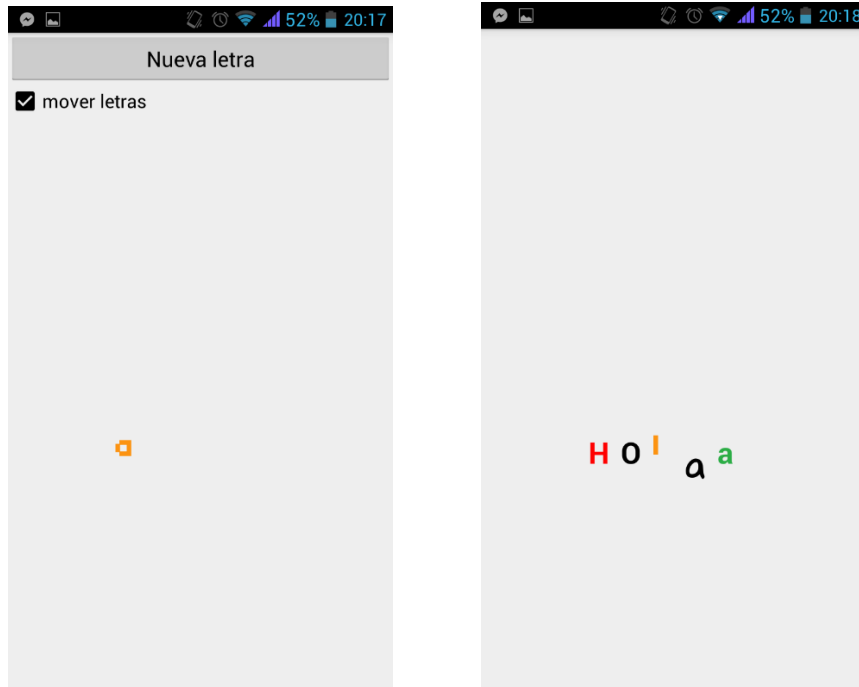 52% 20:17
Nueva letra
mover letras
a
52% 20:18
H O l a a